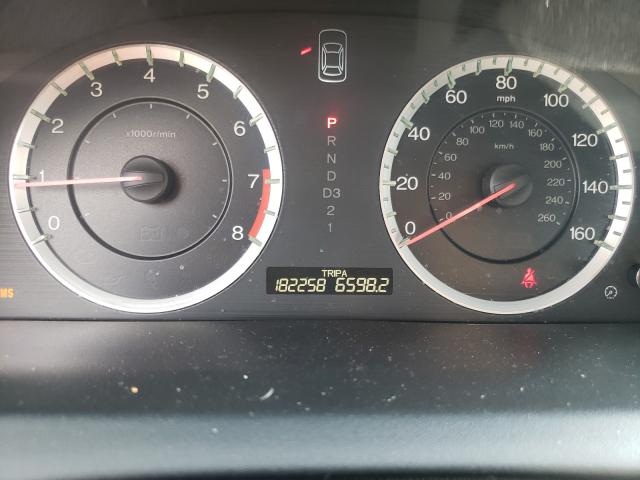 0 1 2 3 4 5 6 7 8
x1000r/min
P
R
N
D
D3
2
1
0 20 40 60 80 100 120 140 160
mph
0 20 40 60 80 100 120 140 160 180 200 220 240 260
km/h
TRIPA
182258 6598.2
MS